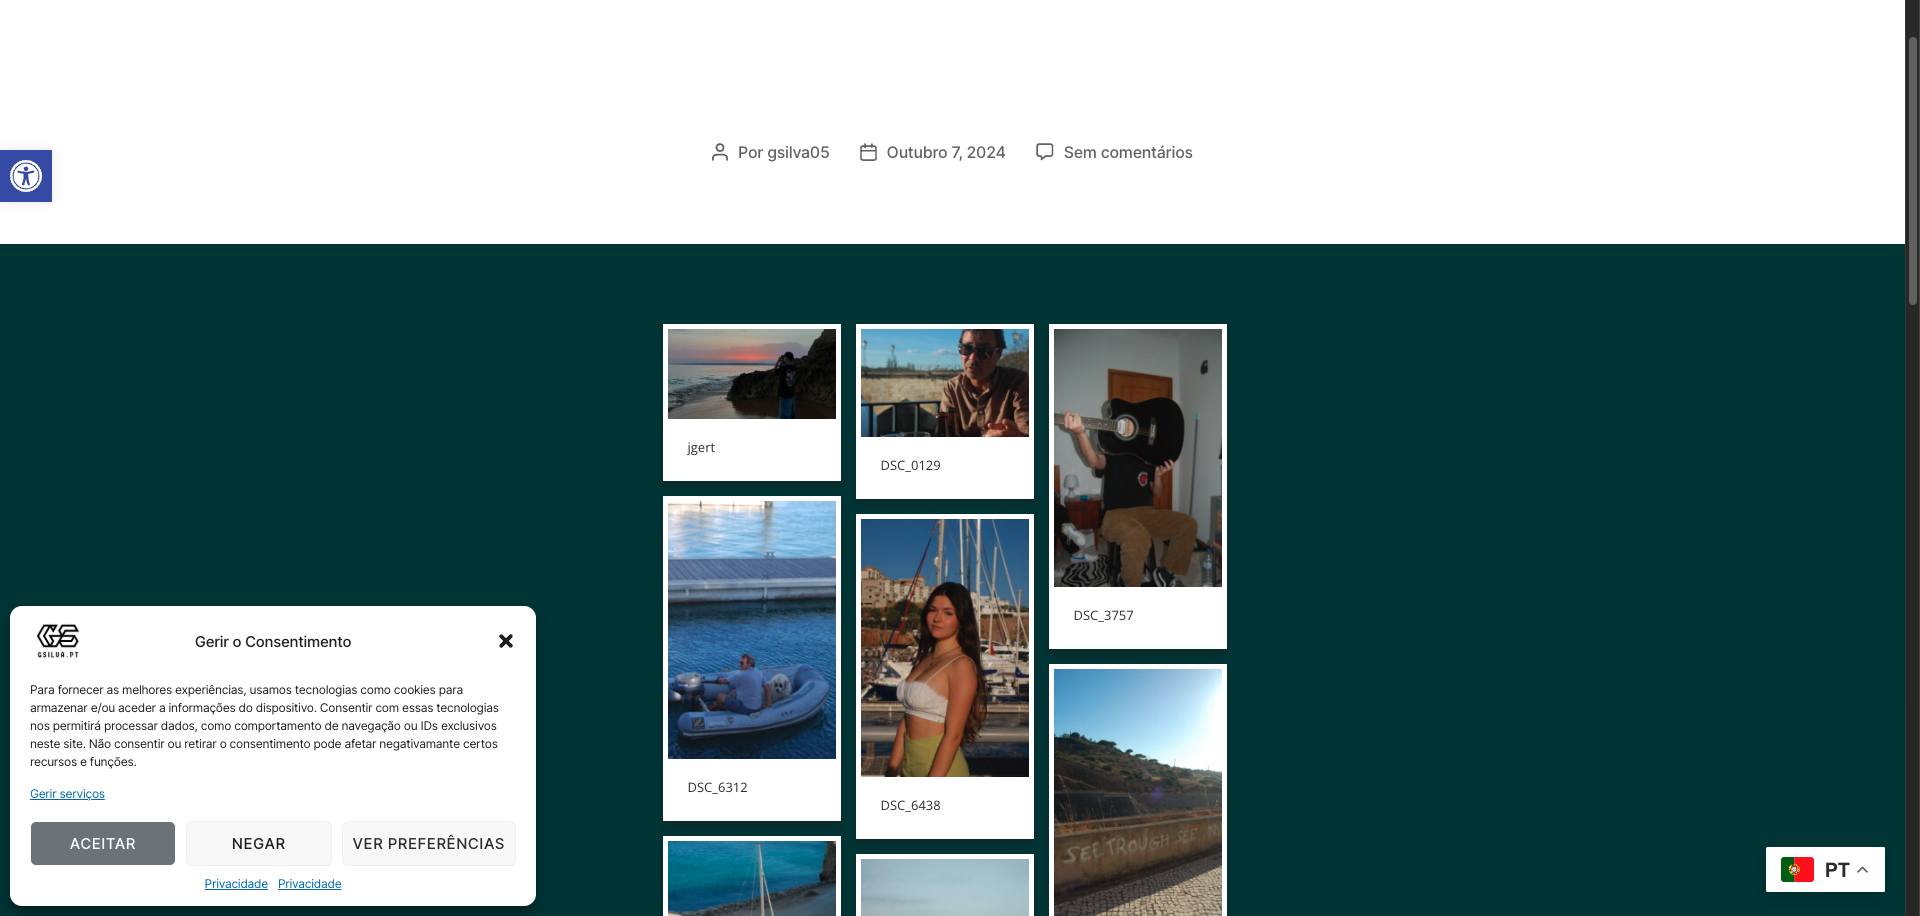 Por gsilva05
Outubro 7, 2024
Sem comentários
jgert
DSC_0129
DSC_3757
DSC_6312
DSC_6438
SEE TROUGH SEE
Gerir o Consentimento
GSILVA.PT
Para fornecer as melhores experiências, usamos tecnologias como cookies para
armazenar e/ou aceder a informações do dispositivo. Consentir com essas tecnologias
nos permitirá processar dados, como comportamento de navegação ou IDs exclusivos
neste site. Não consentir ou retirar o consentimento pode afetar negativamante certos
recursos e funções.
Gerir serviços
ACEITAR
NEGAR
VER PREFERÊNCIAS
Privacidade
Privacidade
PT